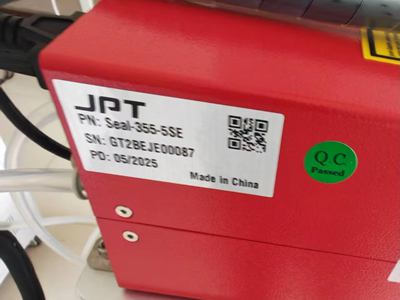 JPT
PN: Seal-355-5SE
SN: GT2BEJE00087
PD: 05/2025
Made in China
Q.C.
Passed